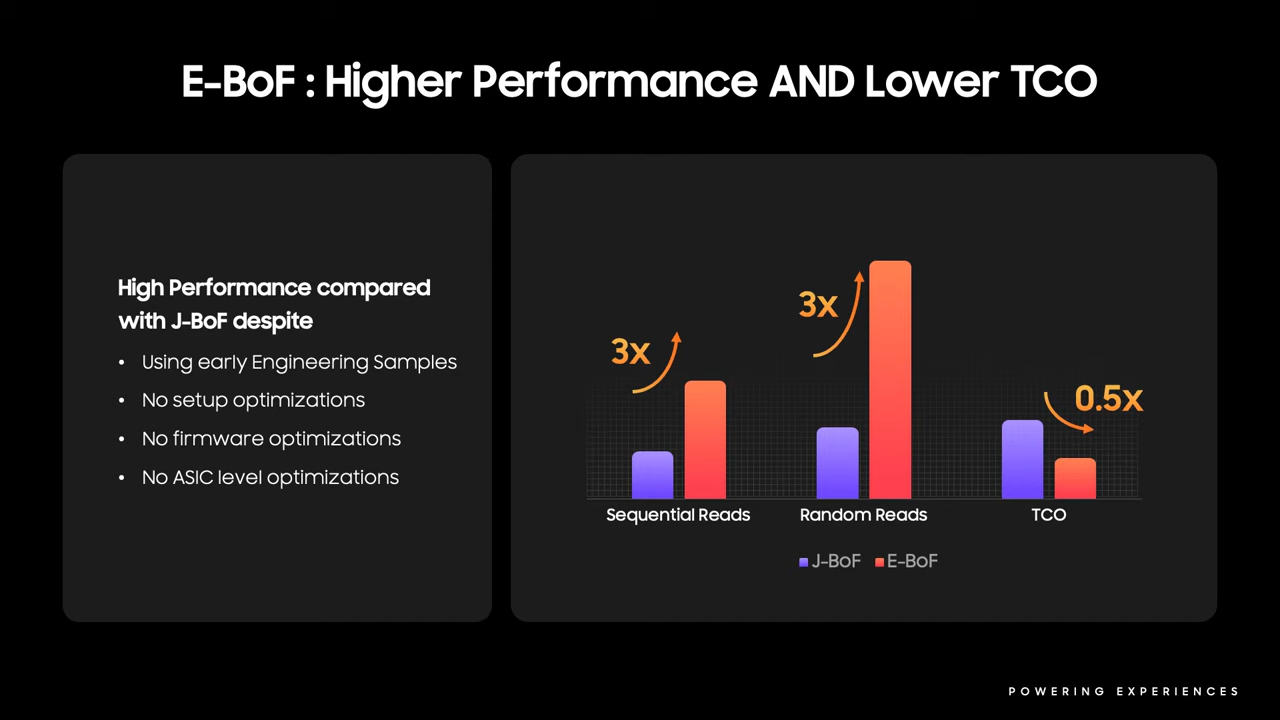 E-BoF : Higher Performance AND Lower TCO
High Performance compared
with J-BoF despite
• Using early Engineering Samples
• No setup optimizations
• No firmware optimizations
• No ASIC level optimizations
3x
3x
0.5x
Sequential Reads
Random Reads
TCO
J-BoF
E-BoF
POWERING EXPERIENCES